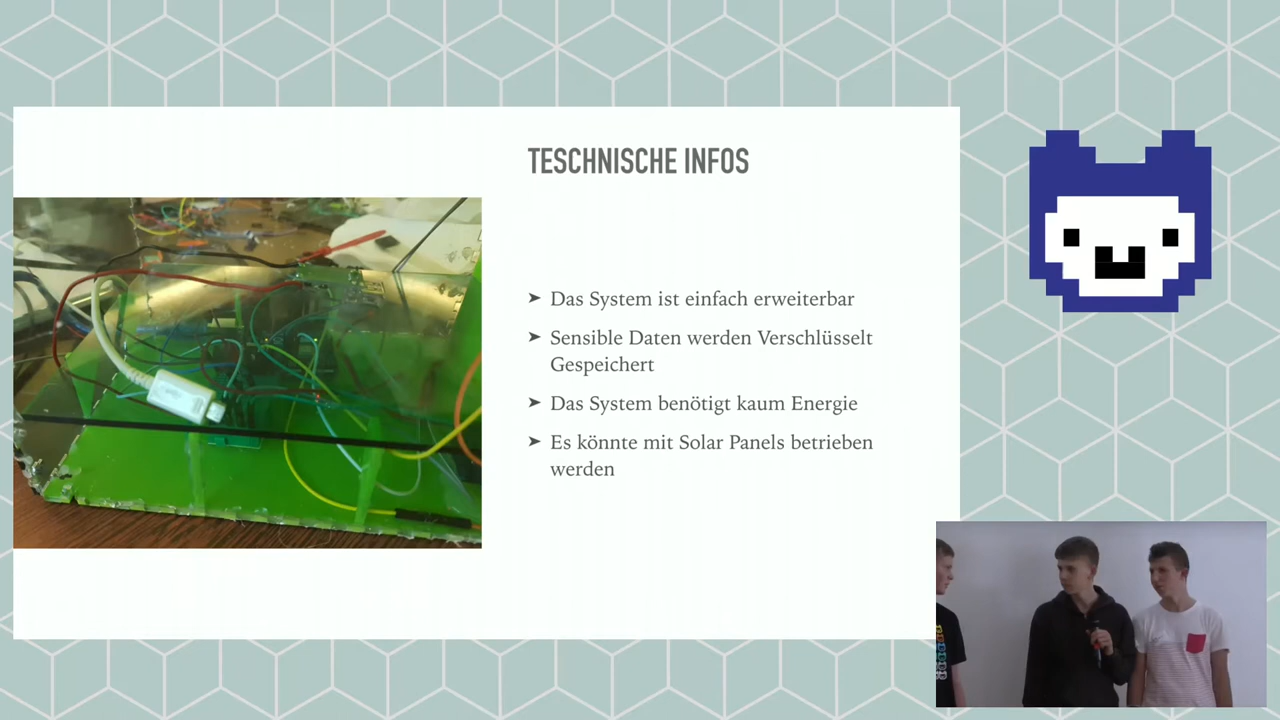 TESCHNISCHE INFOS
➤ Das System ist einfach erweiterbar
➤ Sensible Daten werden Verschlüsselt
Gespeichert
➤ Das System benötigt kaum Energie
➤ Es könnte mit Solar Panels betrieben
werden